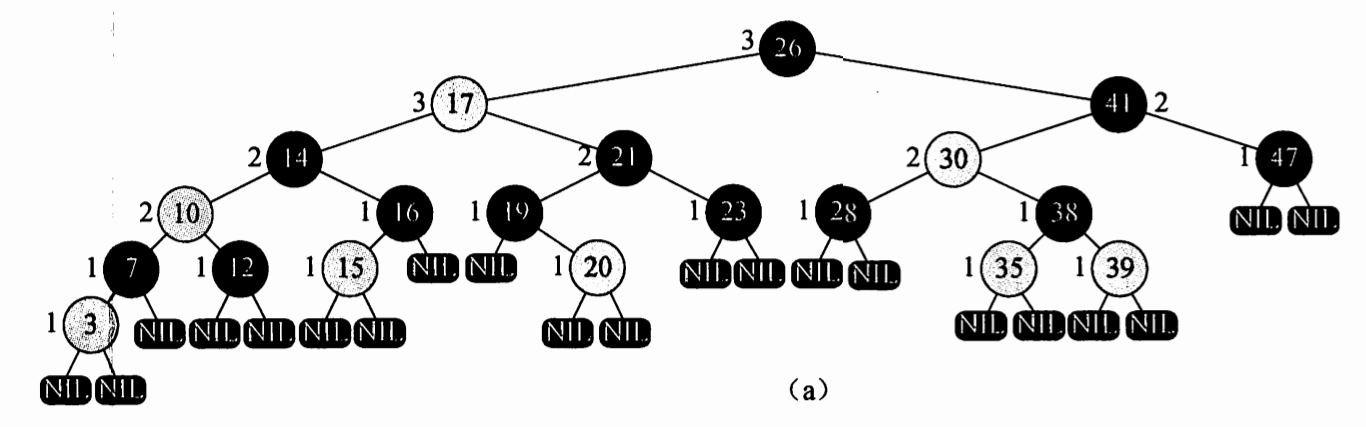 3 26
3 17 41 2
2 14 2 21 2 30 1 47
2 10 1 16 1 19 1 23 1 28 1 38 NIL NIL
1 7 1 12 1 15 NIL NIL 1 20 NIL NIL NIL NIL 1 35 1 39
1 3 NIL NIL NIL NIL NIL NIL NIL NIL NIL NIL NIL
NIL NIL
(a)